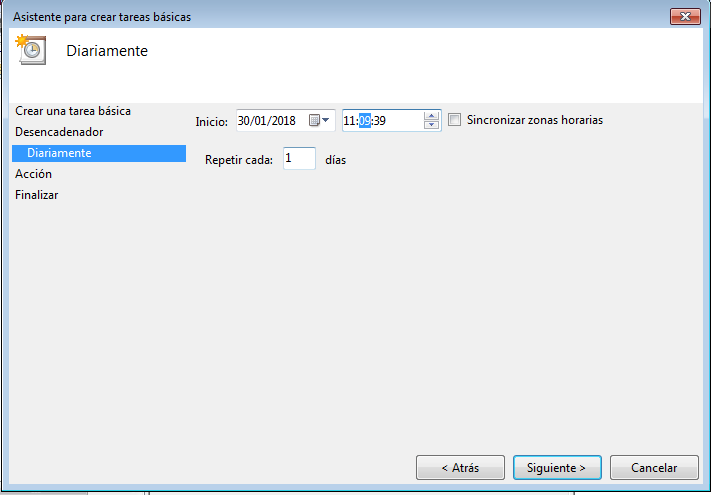 Asistente para crear tareas básicas
Diariamente
Crear una tarea básica
Desencadenador
Diariamente
Acción
Finalizar
Inicio: 30/01/2018 11:09:39 Sincronizar zonas horarias
Repetir cada: 1 días
< Atrás Siguiente > Cancelar